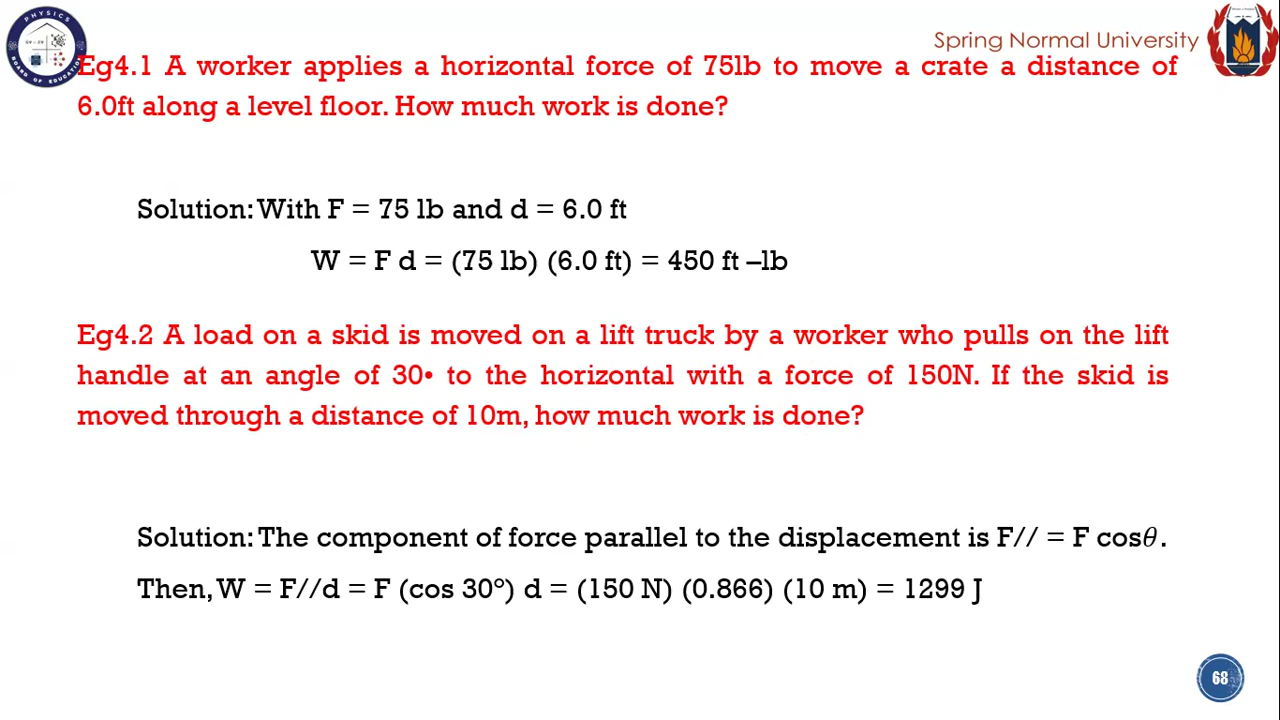 PHYSICS
BOARD OF EDUCATION
Spring Normal University
Eg4.1 A worker applies a horizontal force of 75lb to move a crate a distance of
6.0ft along a level floor. How much work is done?
Solution: With F = 75 lb and d = 6.0 ft
W = F d = (75 lb) (6.0 ft) = 450 ft –lb
Eg4.2 A load on a skid is moved on a lift truck by a worker who pulls on the lift
handle at an angle of 30• to the horizontal with a force of 150N. If the skid is
moved through a distance of 10m, how much work is done?
Solution: The component of force parallel to the displacement is F// = F cosθ.
Then, W = F//d = F (cos 30°) d = (150 N) (0.866) (10 m) = 1299 J
68